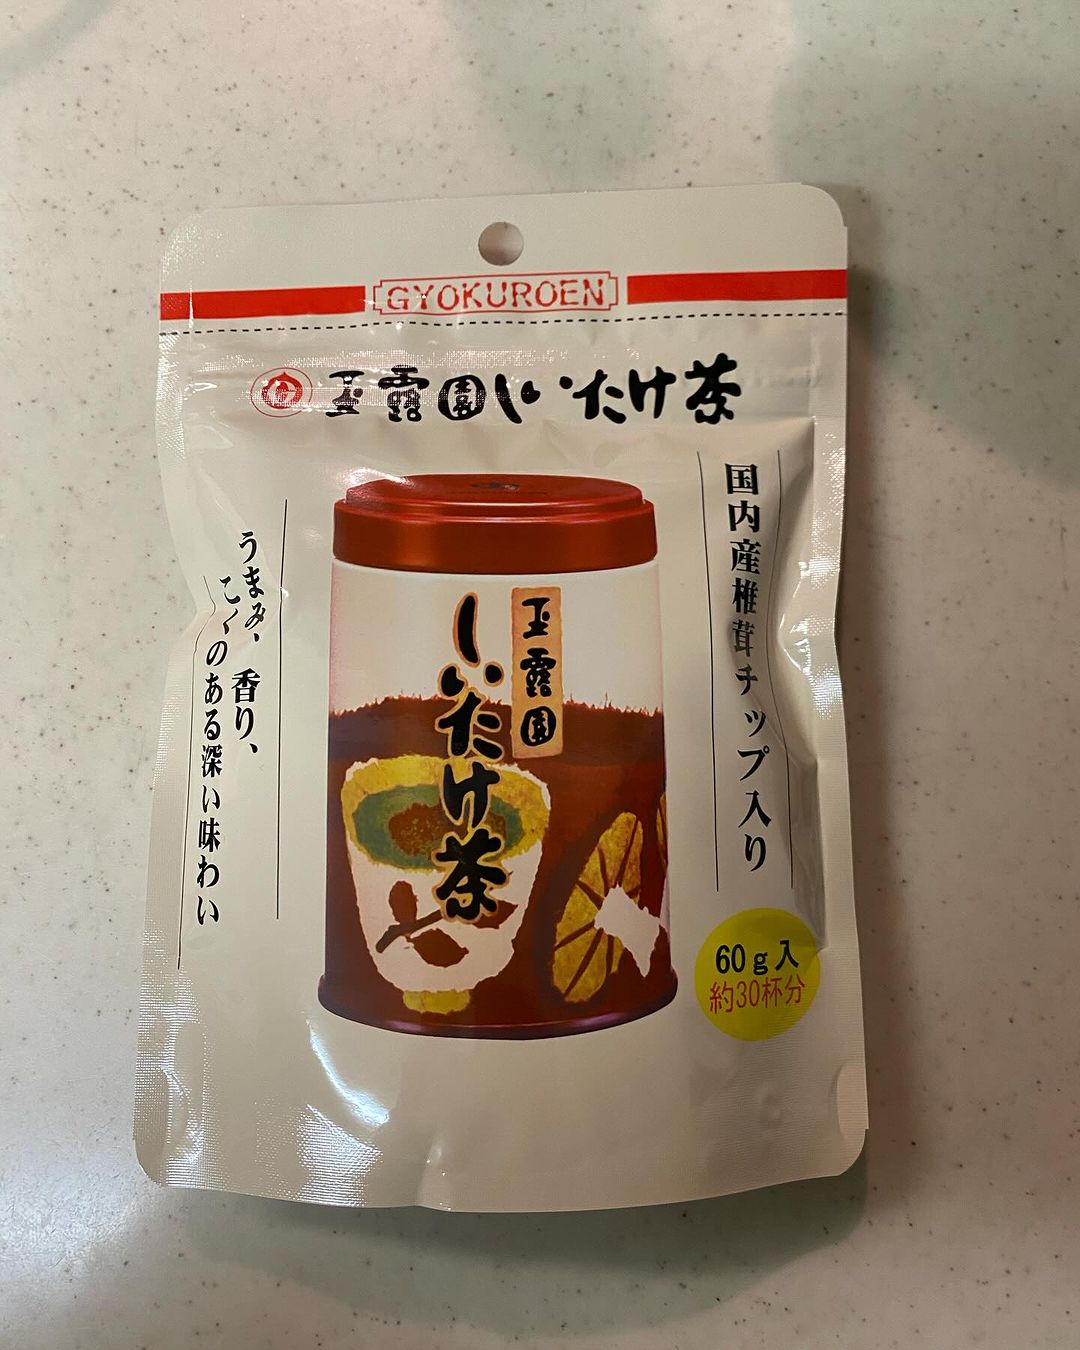 GYOKUROEN
玉露園しいたけ茶
国内産椎茸チップ入り
うまみ、香り、
こくのある深い味わい
玉露園
しいたけ茶
60g入
約30杯分